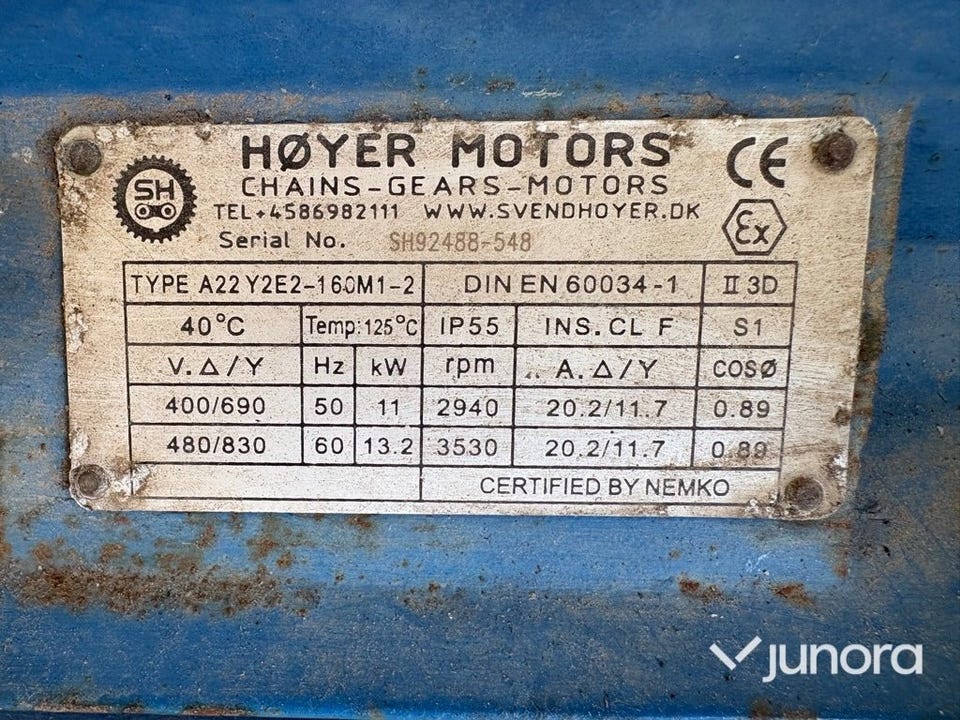 HØYER MOTORS
CHAINS-GEARS-MOTORS
TEL+4586982111 WWW.SVENDHOYER.DK
Serial No. SH92488-548
SH
CE
Ex
TYPE A22 Y2E2-160M1-2 DIN EN 60034-1 II 3D
40°C Temp:125°C IP55 INS. CL F S1
V. Δ/Y Hz kW rpm A. Δ/Y COSØ
400/690 50 11 2940 20.2/11.7 0.89
480/830 60 13.2 3530 20.2/11.7 0.89
CERTIFIED BY NEMKO
junora